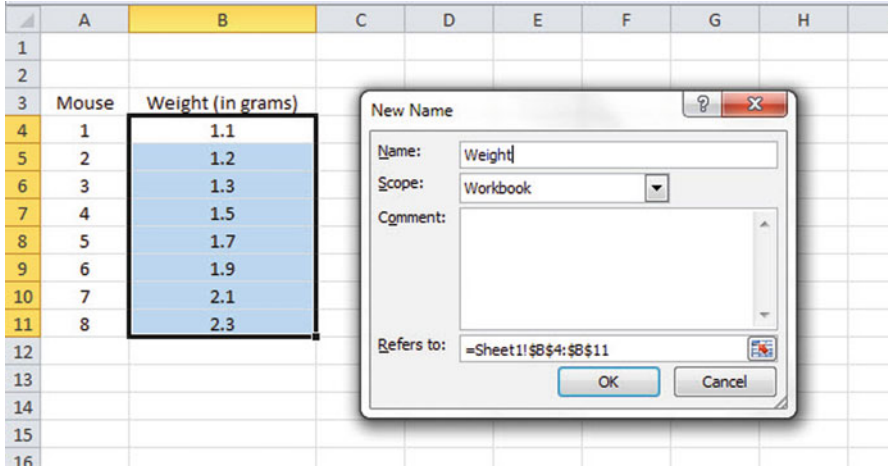 A B C D E F G H
1
2
3 Mouse Weight (in grams)
4 1 1.1
5 2 1.2
6 3 1.3
7 4 1.5
8 5 1.7
9 6 1.9
10 7 2.1
11 8 2.3
12
13
14
15
16
New Name ? X
Name: Weight
Scope: Workbook
Comment:
Refers to: =Sheet1!$B$4:$B$11
OK Cancel